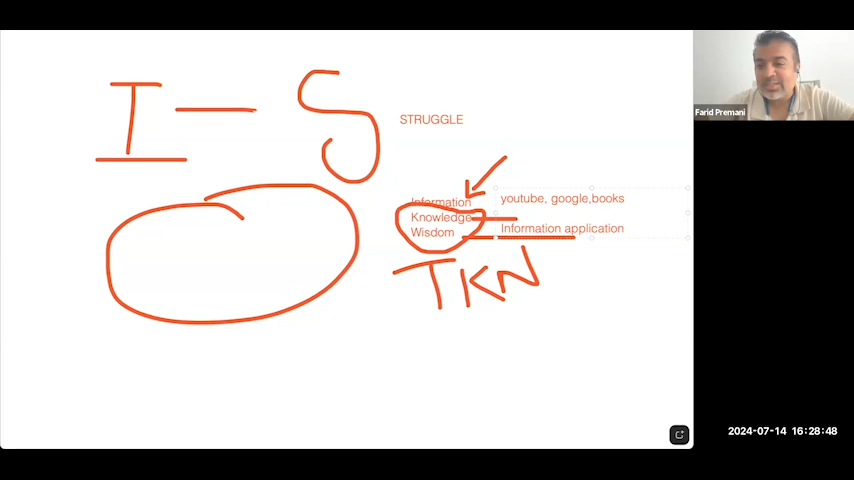 I — S
STRUGGLE
Farid Premani
Information
Knowledge
Wisdom
youtube, google,books
Information application
TKN
2024-07-14 16:28:48